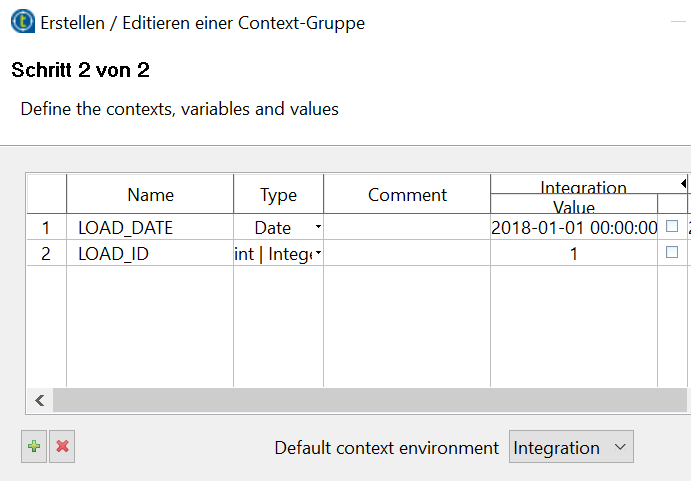 Erstellen / Editieren einer Context-Gruppe
Schritt 2 von 2
Define the contexts, variables and values
Name Type Comment Integration
Value
1 LOAD_DATE Date 2018-01-01 00:00:00
2 LOAD_ID int | Intege 1
Default context environment Integration